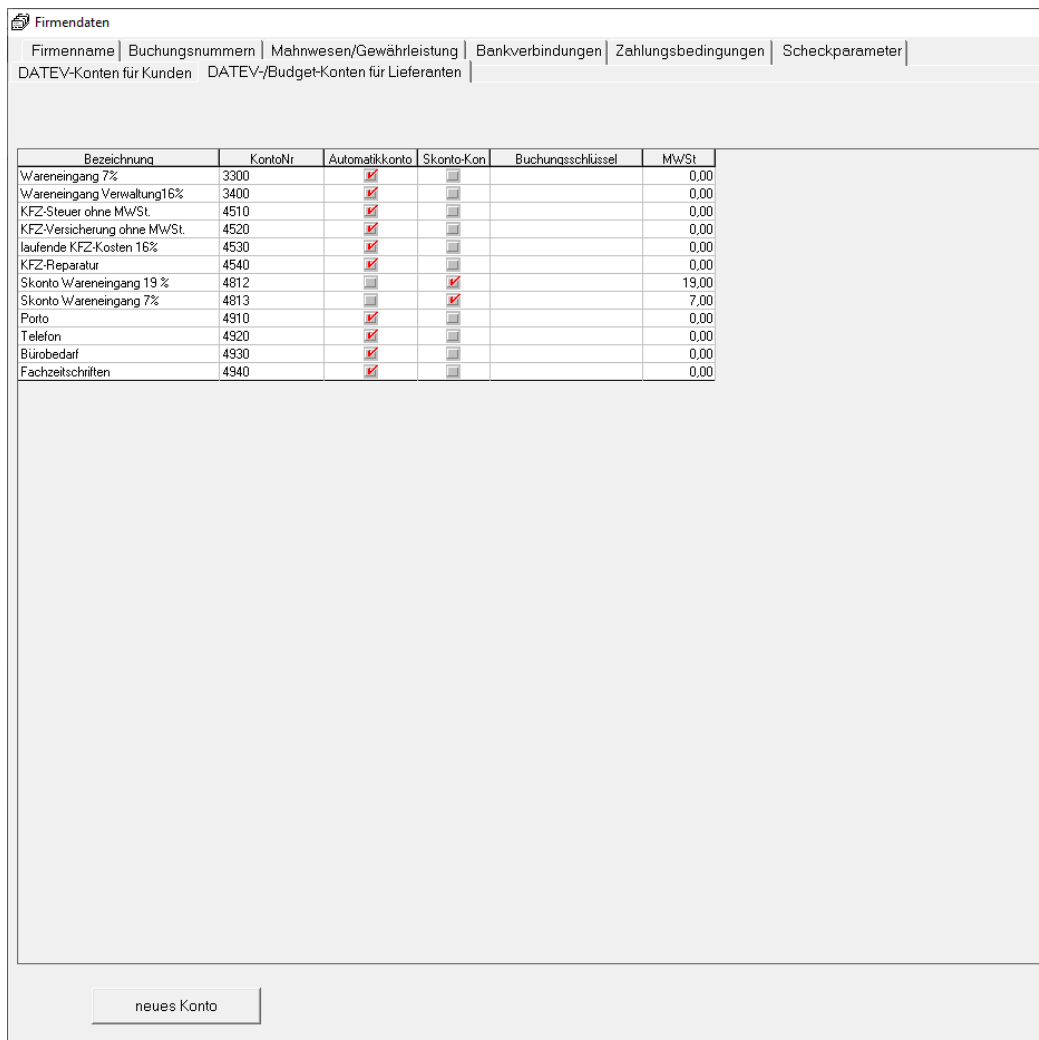 Firmendaten
Firmenname Buchungsnummern Mahnwesen/Gewährleistung Bankverbindungen Zahlungsbedingungen Scheckparameter
DATEV-Konten für Kunden DATEV-/Budget-Konten für Lieferanten
Bezeichnung KontoNr Automatikkonto Skonto-Kon Buchungsschlüssel MWSt
Wareneingang 7% 3300 0,00
Wareneingang Verwaltung16% 3400 0,00
KFZ-Steuer ohne MWSt. 4510 0,00
KFZ-Versicherung ohne MWSt. 4520 0,00
laufende KFZ-Kosten 16% 4530 0,00
KFZ-Reparatur 4540 0,00
Skonto Wareneingang 19 % 4812 19,00
Skonto Wareneingang 7% 4813 7,00
Porto 4910 0,00
Telefon 4920 0,00
Bürobedarf 4930 0,00
Fachzeitschriften 4940 0,00
neues Konto